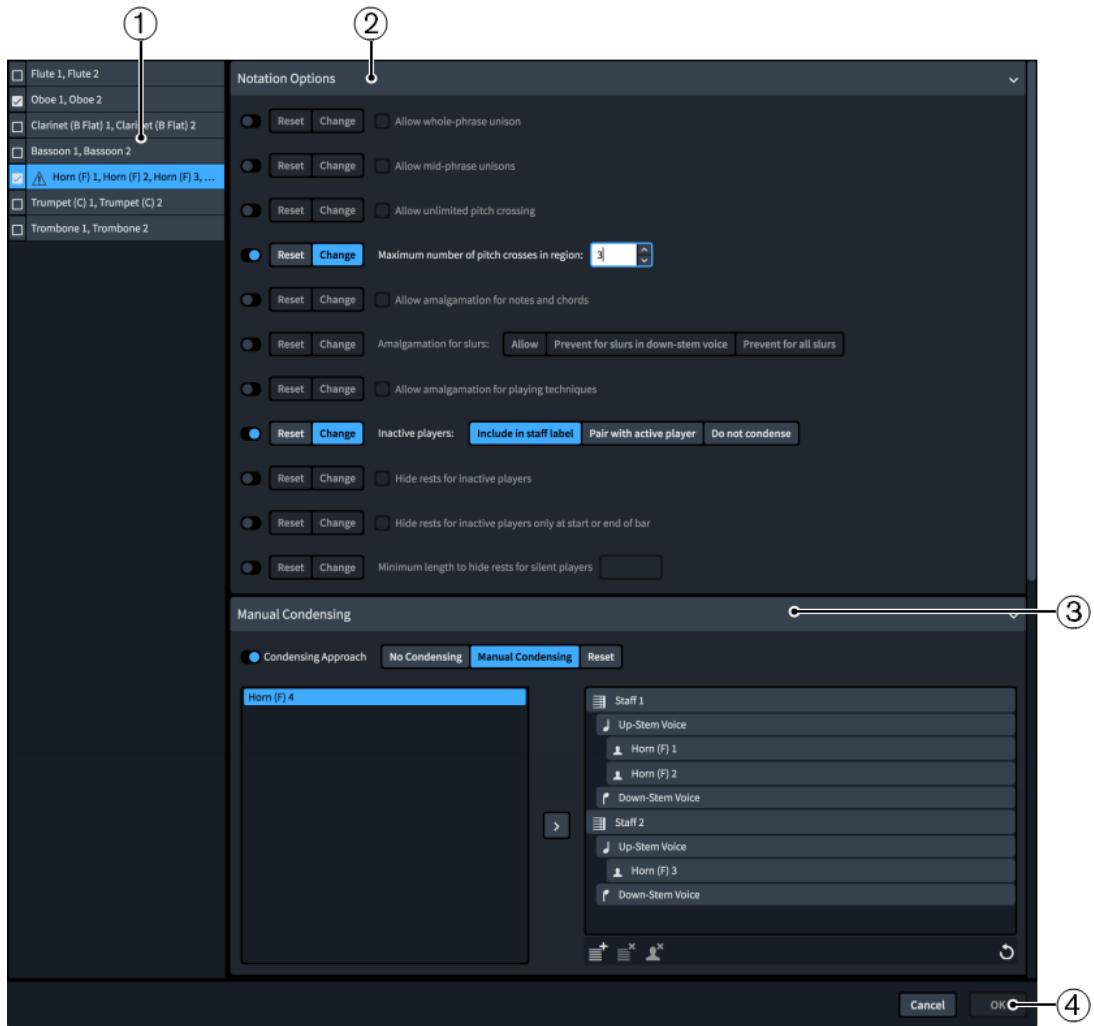 1
2
Flute 1, Flute 2
Oboe 1, Oboe 2
Clarinet (B Flat) 1, Clarinet (B Flat) 2
Bassoon 1, Bassoon 2
Horn (F) 1, Horn (F) 2, Horn (F) 3, ...
Trumpet (C) 1, Trumpet (C) 2
Trombone 1, Trombone 2
Notation Options
Reset Change Allow whole-phrase unison
Reset Change Allow mid-phrase unisons
Reset Change Allow unlimited pitch crossing
Reset Change Maximum number of pitch crosses in region: 3
Reset Change Allow amalgamation for notes and chords
Reset Change Amalgamation for slurs: Allow Prevent for slurs in down-stem voice Prevent for all slurs
Reset Change Allow amalgamation for playing techniques
Reset Change Inactive players: Include in staff label Pair with active player Do not condense
Reset Change Hide rests for inactive players
Reset Change Hide rests for inactive players only at start or end of bar
Reset Change Minimum length to hide rests for silent players
Manual Condensing
3
Condensing Approach No Condensing Manual Condensing Reset
Horn (F) 4
Staff 1
Up-Stem Voice
Horn (F) 1
Horn (F) 2
Down-Stem Voice
Staff 2
Up-Stem Voice
Horn (F) 3
Down-Stem Voice
Cancel OK
4